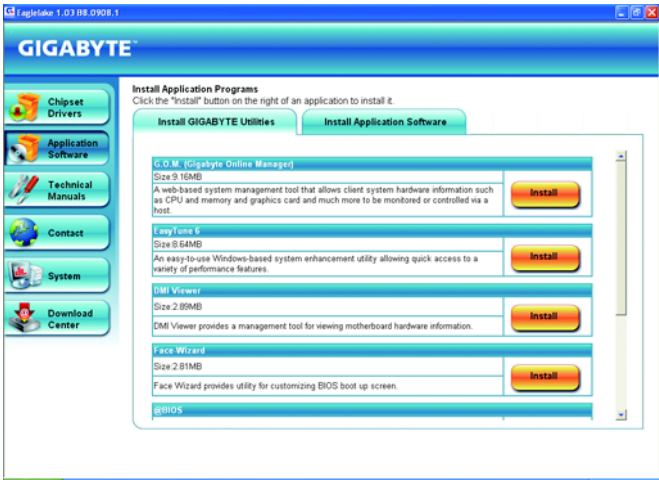 Eaglelake 1.03 B8.0908.1
GIGABYTE™
Chipset
Drivers
Application
Software
Technical
Manuals
Contact
System
Download
Center
Install Application Programs
Click the "Install" button on the right of an application to install it.
Install GIGABYTE Utilities
Install Application Software
G.O.M. (Gigabyte Online Manager)
Size:9.16MB
A web-based system management tool that allows client system hardware information such
as CPU and memory and graphics card and much more to be monitored or controlled via a
host.
Install
EasyTune 6
Size:8.64MB
An easy-to-use Windows-based system enhancement utility allowing quick access to a
variety of performance features.
Install
DMI Viewer
Size:2.89MB
DMI Viewer provides a management tool for viewing motherboard hardware information.
Install
Face-Wizard
Size:2.81MB
Face Wizard provides utility for customizing BIOS boot up screen.
Install
@BIOS